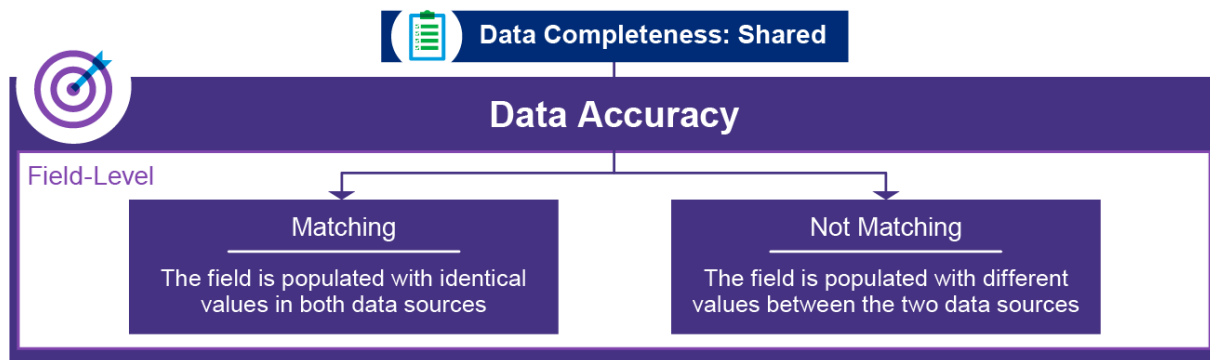 Data Completeness: Shared
Data Accuracy
Field-Level
Matching
The field is populated with identical
values in both data sources
Not Matching
The field is populated with different
values between the two data sources